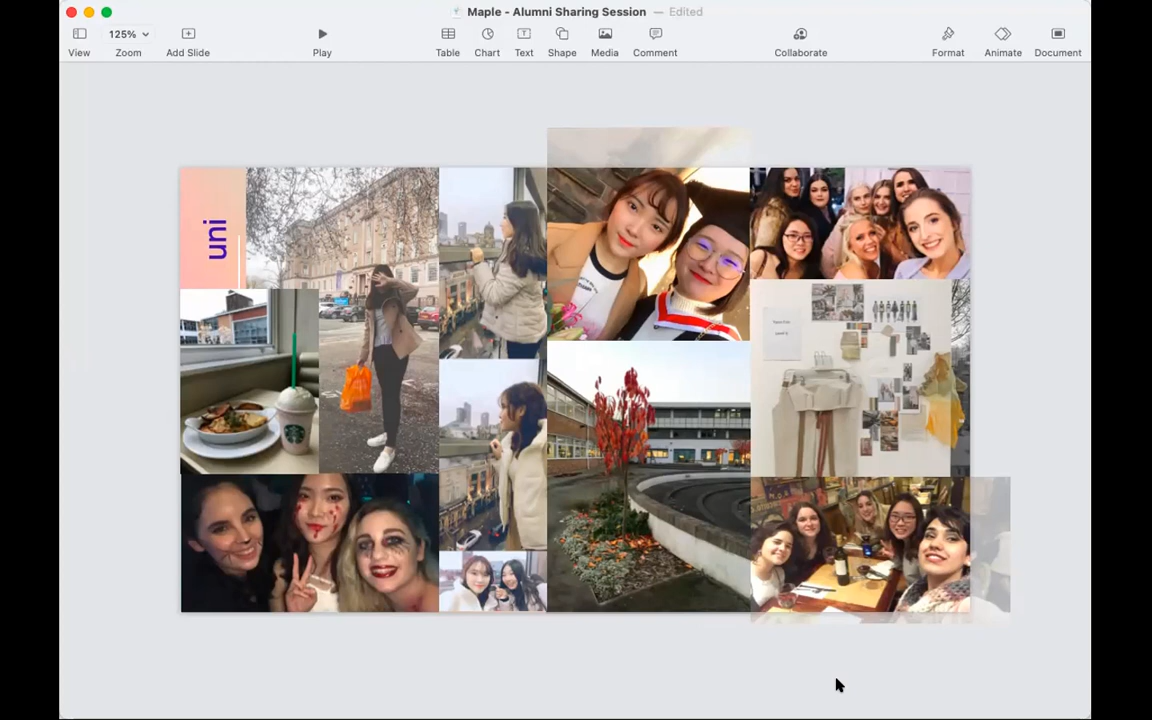 Maple - Alumni Sharing Session — Edited
125%
View
Zoom
Add Slide
Play
Table
Chart
Text
Shape
Media
Comment
Collaborate
Format
Animate
Document
uni